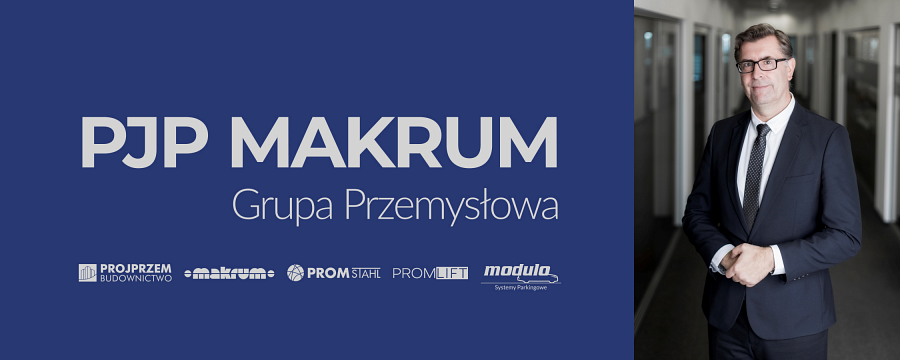 PJP MAKRUM
Grupa Przemysłowa
PROJPRZEM
BUDOWNICTWO
makrum
PROMSTAHL
PROMLIFT
modulo
Systemy Parkingowe